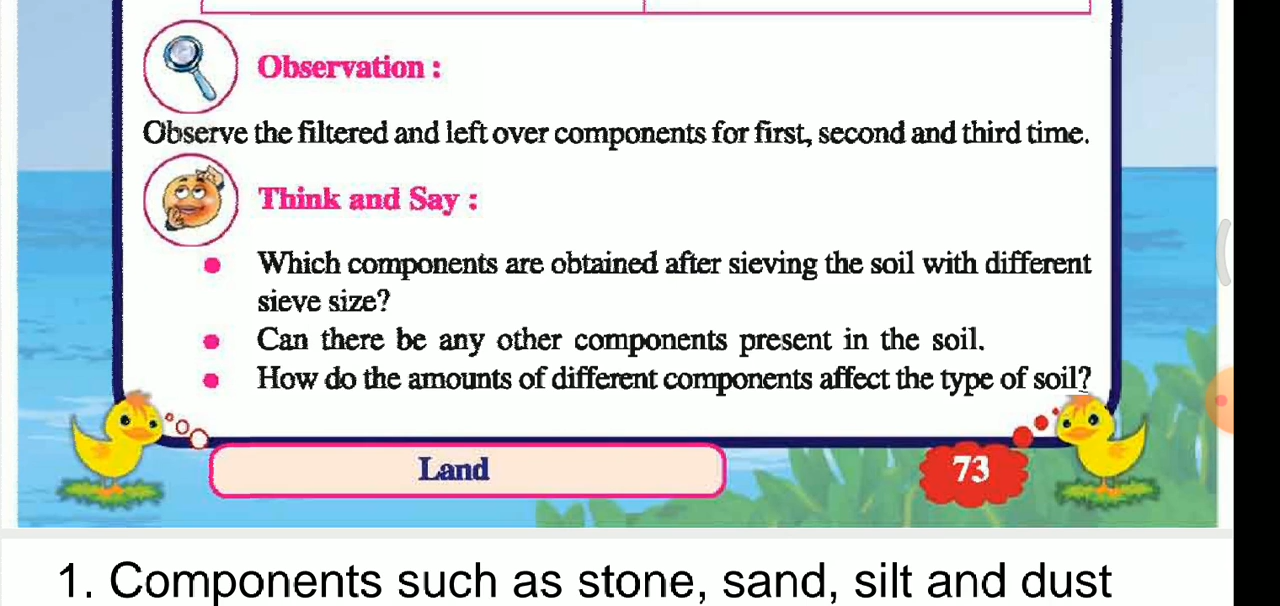 Observation :
Observe the filtered and left over components for first, second and third time.
Think and Say :
Which components are obtained after sieving the soil with different
sieve size?
Can there be any other components present in the soil.
How do the amounts of different components affect the type of soil?
Land
73
1. Components such as stone, sand, silt and dust